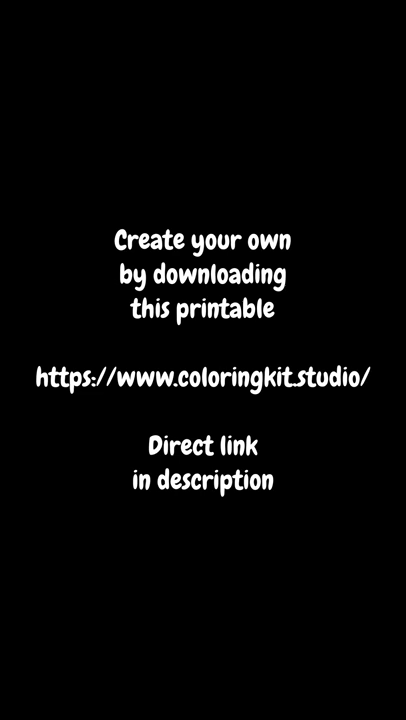 Create your own
by downloading
this printable
https://www.coloringkit.studio/
Direct link
in description